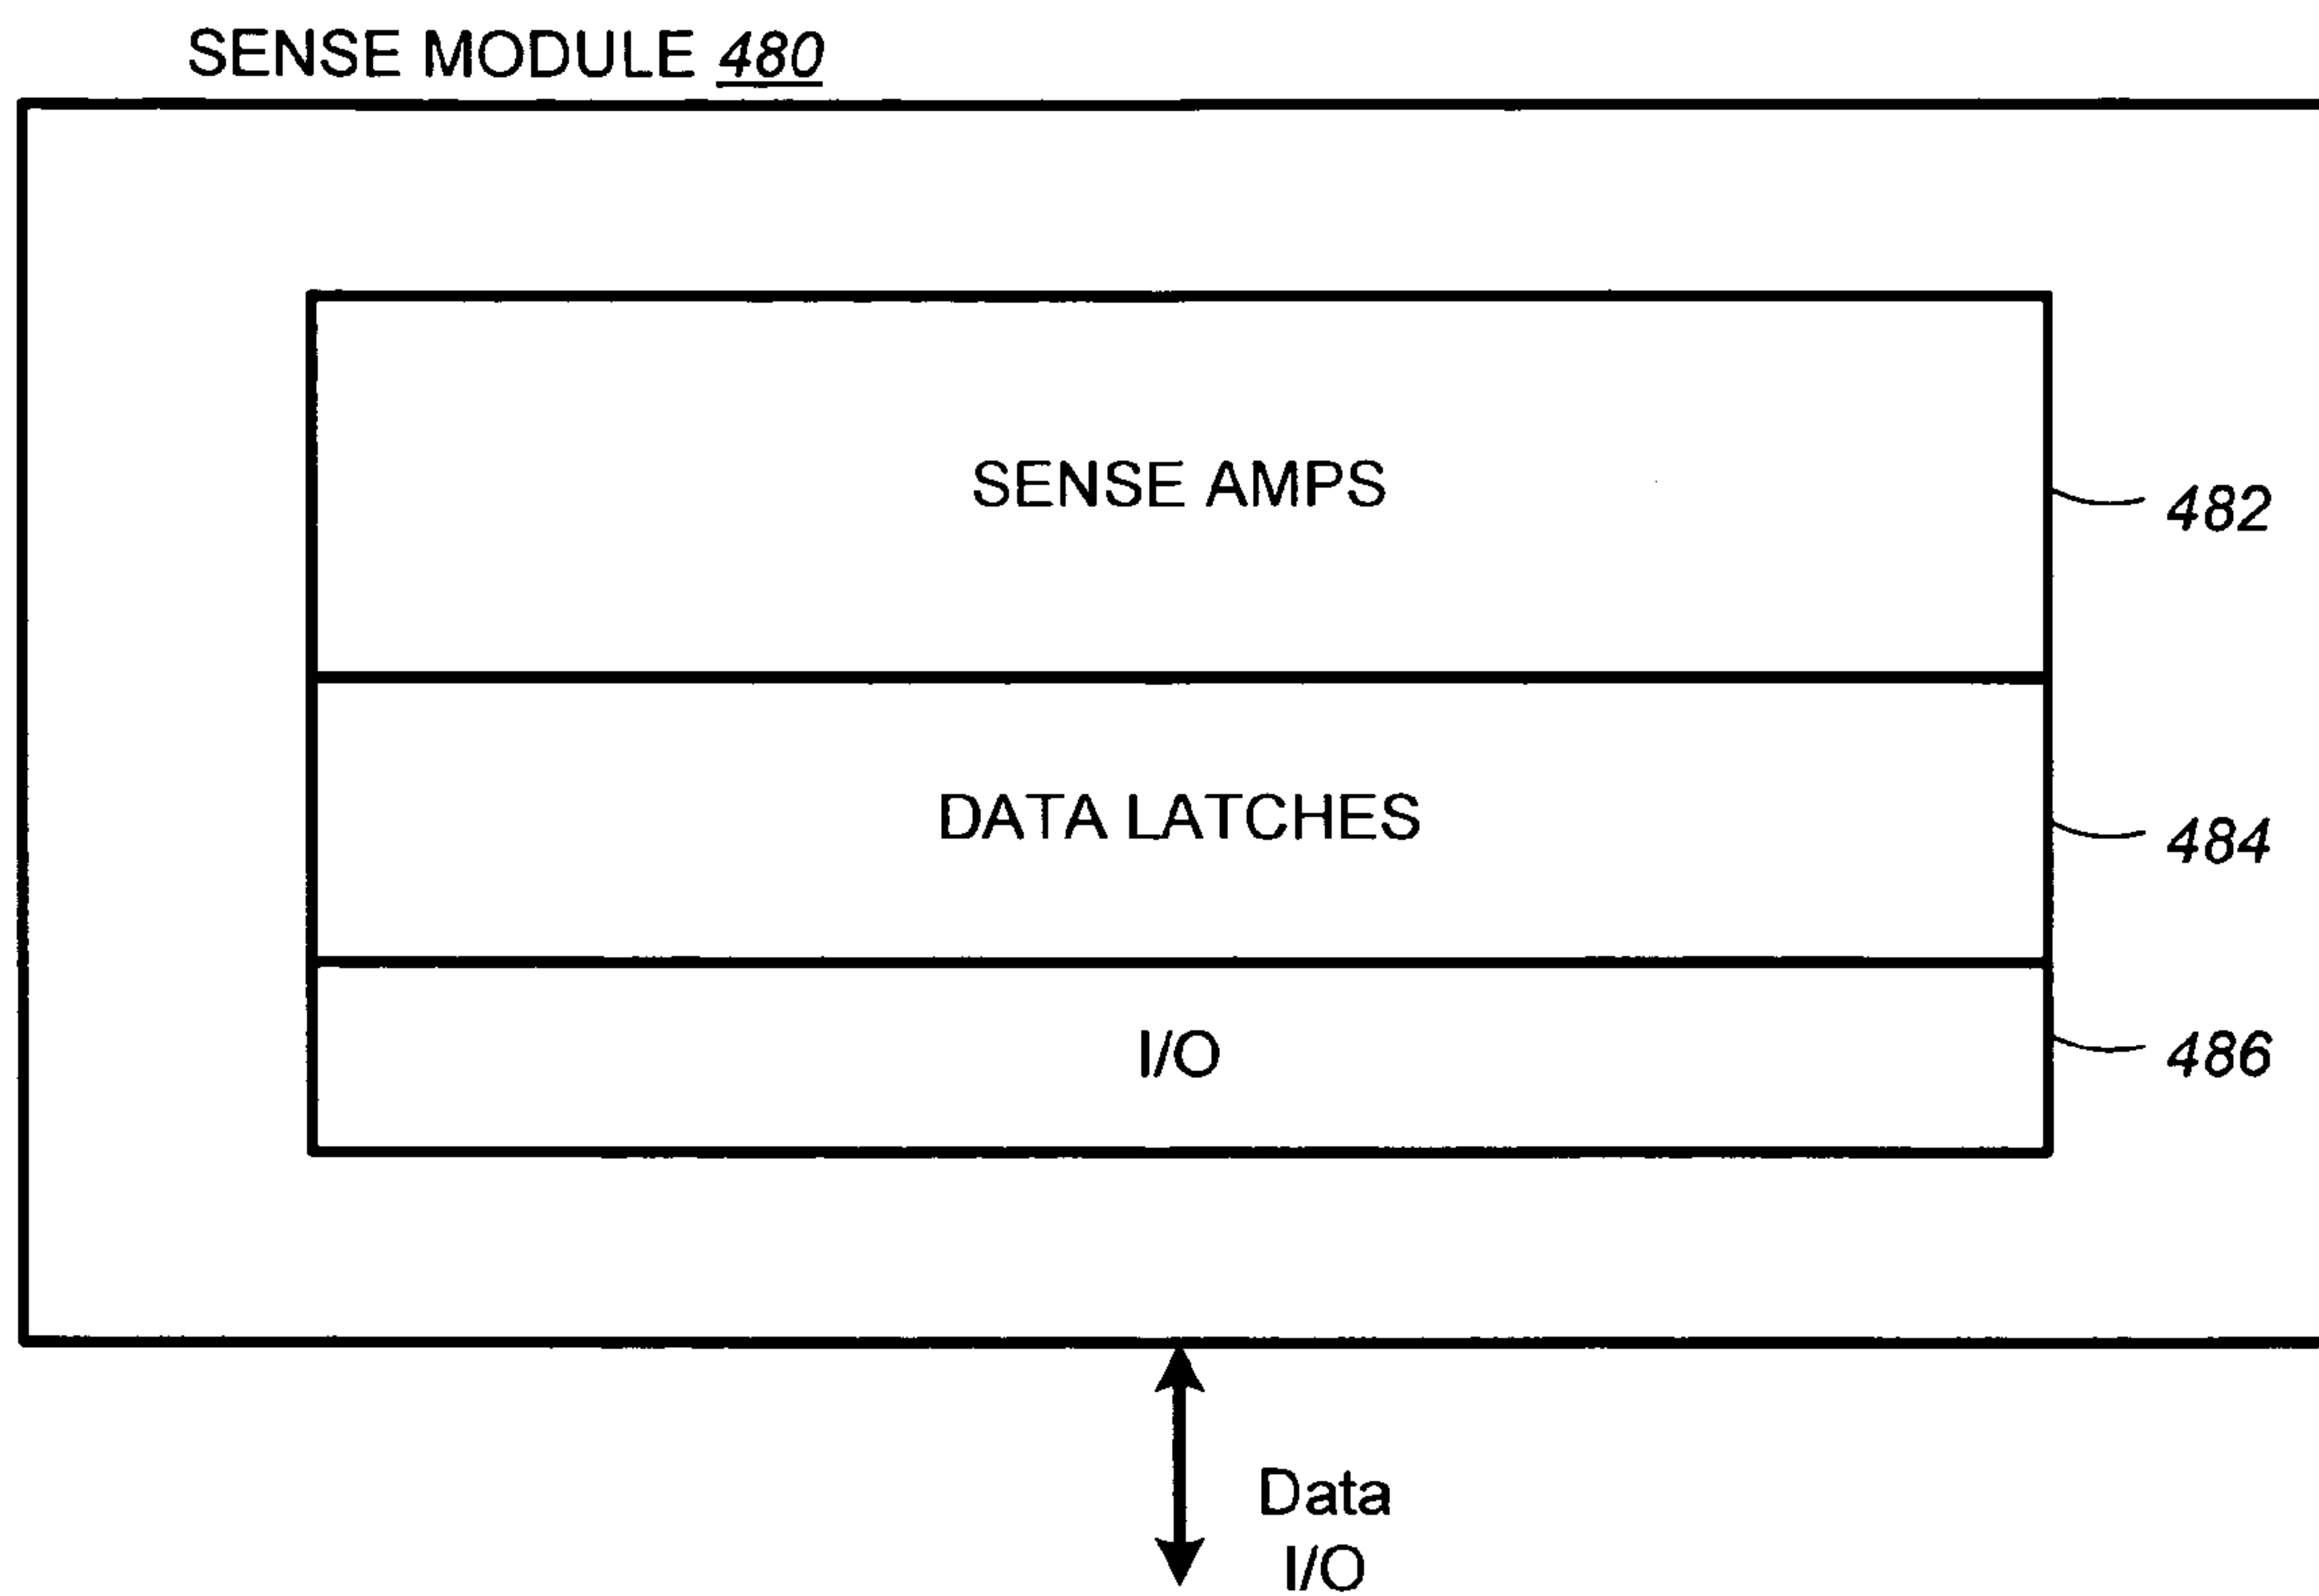 SENSE MODULE 480
SENSE AMPS
482
DATA LATCHES
484
I/O
486
Data
I/O